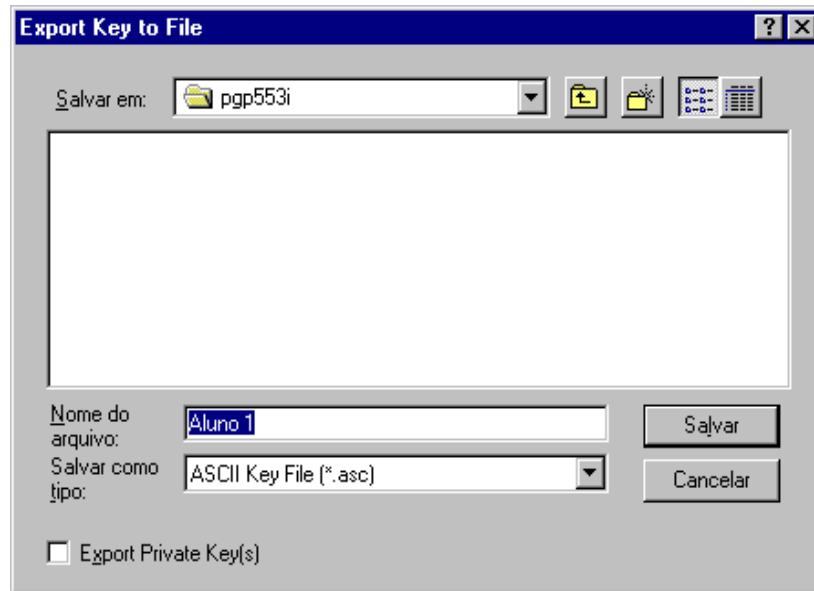 Export Key to File
Salvar em:
pgp553i
Nome do
arquivo:
Aluno 1
Salvar
Salvar como
tipo:
ASCII Key File (*.asc)
Cancelar
Export Private Key(s)